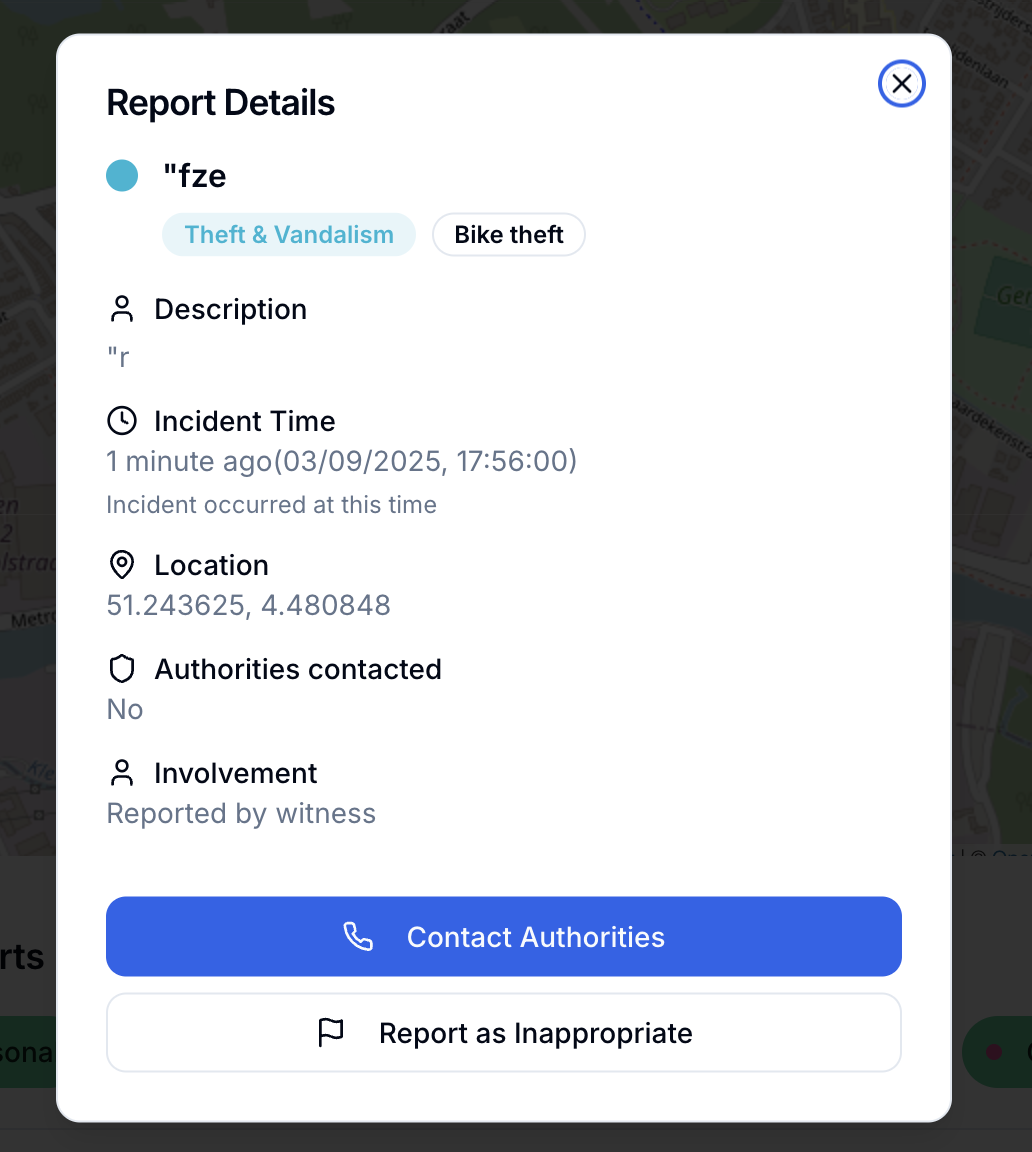 Report Details
"fze
Theft & Vandalism
Bike theft
Description
"r
Incident Time
1 minute ago(03/09/2025, 17:56:00)
Incident occurred at this time
Location
51.243625, 4.480848
Authorities contacted
No
Involvement
Reported by witness
Contact Authorities
Report as Inappropriate